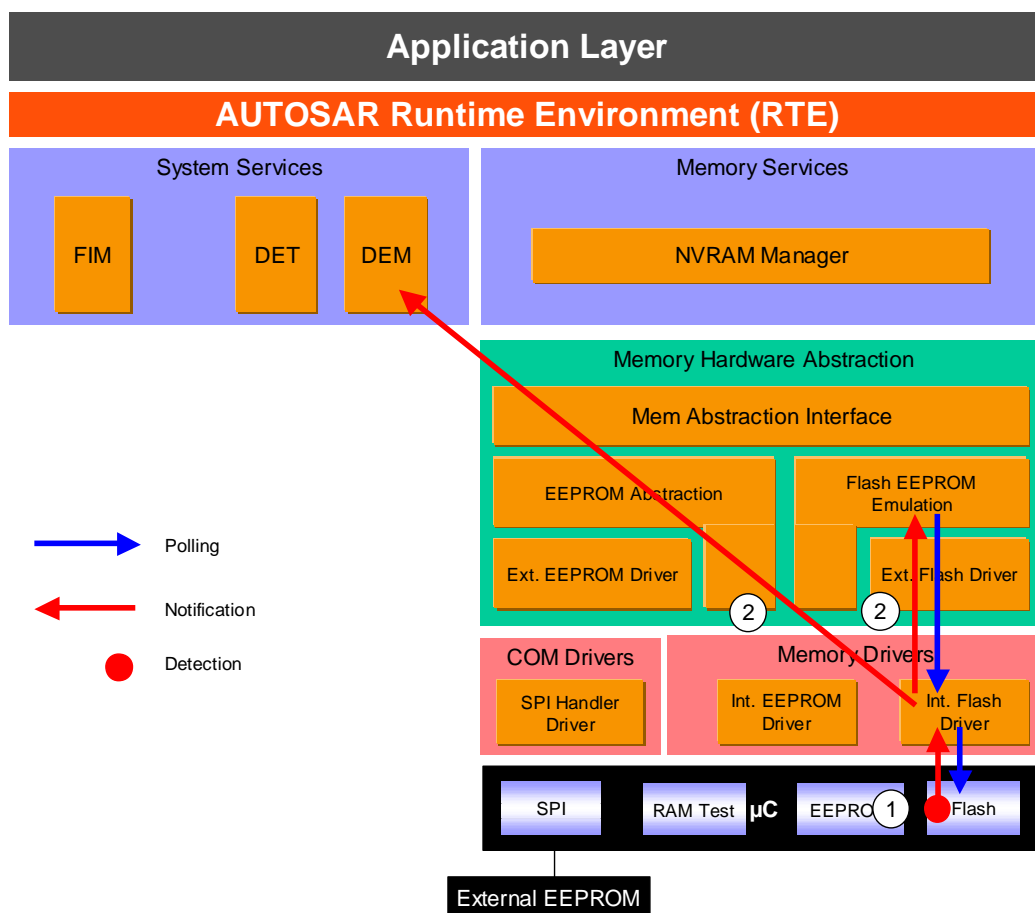 Application Layer
AUTOSAR Runtime Environment (RTE)
System Services
Memory Services
FIM
DET
DEM
NVRAM Manager
Memory Hardware Abstraction
Mem Abstraction Interface
EEPROM Abstraction
Flash EEPROM
Emulation
Polling
Ext. EEPROM Driver
Ext. Flash Driver
2
2
Notification
Detection
COM Drivers
Memory Drivers
SPI Handler
Driver
Int. EEPROM
Driver
Int. Flash
Driver
SPI
RAM Test
µC
EEPRO
1
Flash
External EEPROM